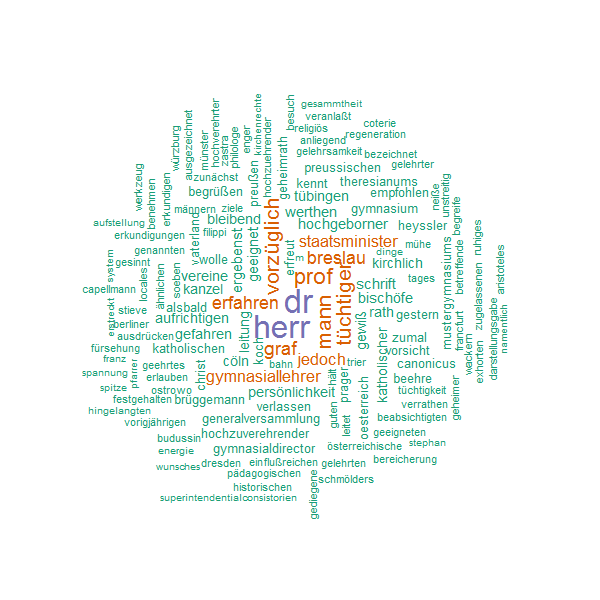 gesammtheit
veranlaßt
coterie
religiös
regeneration
anliegend
gelehrsamkeit
bezeichnet
preussischen
gelehrter
kennt
theresianums
tübingen
empfohlen
werthen
gymnasium
hochgeborner
heyssler
staatsminister
mühe
breslau
dinge
kirchlich
prof
tages
schrift
bischöfe
rath
gestern
gewiß
zumal
vorsicht
canonicus
trier
beehre
tüchtigkeit
verrathen
beabsichtigten
geeigneten
stephan
österreichische
bereicherung
gelehrten
schmölders
besuch
kirchenrechte
enger
hochverehrter
münster
ausgezeichnet
würzburg
philologe
zastra
hochzuehrender
geheimrath
preußen
zunächst
begrüßen
männern
ziele
bleibend
filippi
vaterland
wolle
vereine
kanzel
erfahren
alsbald
aufrichtigen
gefahren
katholischen
cöln
christ
brüggemann
gymnasiallehrer
persönlichkeit
verlassen
generalversammlung
hochzuverehrender
gymnasialdirector
einflußreichen
pädagogischen
historischen
superintendentialconsistorien
gediegene
dresden
wunsches
energie
budussin
vorigjährigen
hingelangten
festgehalten
ostrowo
spitze
erlauben
spannung
pfarrer
geehrtes
franz
fürsehung
ausdrücken
berliner
stieve
erstreckt
capellmann
system
locales
ähnlichen
soeben
gesinnt
genannten
erkundigungen
aufstellung
werkzeug
benehmen
erkundigen
vorzüglich
ergebenst
geeignet
erfreut
m
dr
herr
mann
tüchtiger
graf
jedoch
leitung
koch
bahn
hält
guten
leitet
prager
oesterreich
katholischer
geheimer
exhorten
wackern
francfurt
mustergymnasiums
betreffende
zugelassenen
darstellungsgabe
namentlich
aristoteles
ruhiges
begreife
unstreitig
neiße